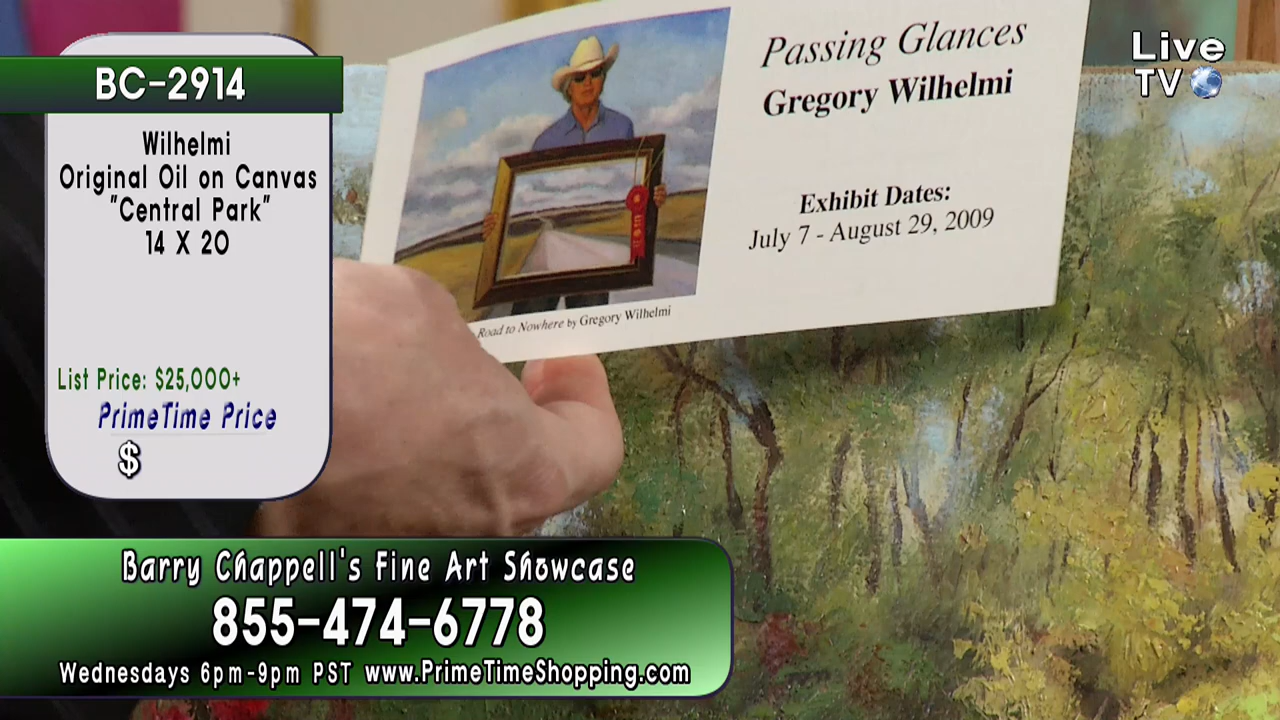 BC-2914
Wilhelmi
Original Oil on Canvas
"Central Park"
14 X 20
List Price: $25,000+
PrimeTime Price
$
Passing Glances
Gregory Wilhelmi
Exhibit Dates:
July 7 - August 29, 2009
Road to Nowhere by Gregory Wilhelmi
Live
TV
Barry Chappell's Fine Art Showcase
855-474-6778
Wednesdays 6pm-9pm PST www.PrimeTimeShopping.com